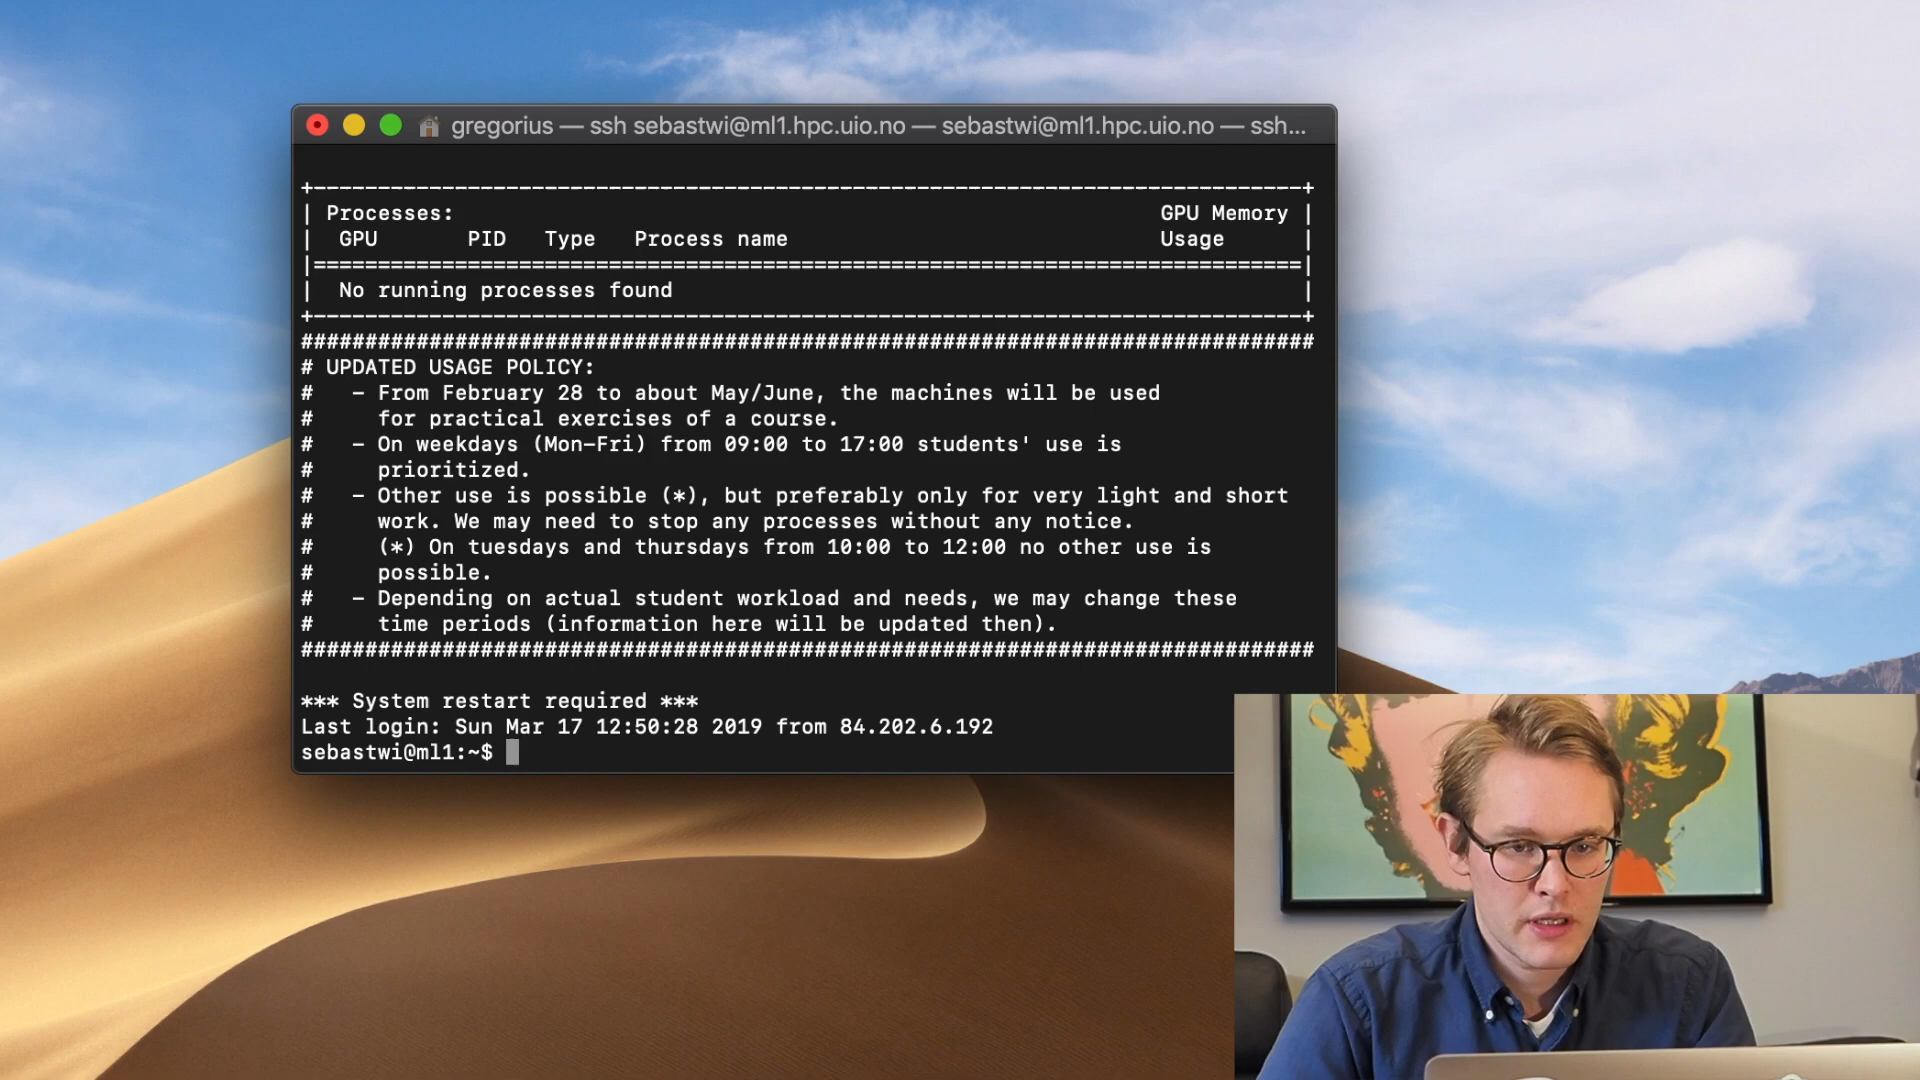 gregorius — ssh sebastwi@ml1.hpc.uio.no — sebastwi@ml1.hpc.uio.no — ssh...
+-----------------------------------------------------------------------------+
| Processes:                                                       GPU Memory |
|  GPU       PID   Type   Process name                             Usage      |
|=============================================================================|
|  No running processes found                                                 |
+-----------------------------------------------------------------------------+
###############################################################################
# UPDATED USAGE POLICY:
#   - From February 28 to about May/June, the machines will be used
#     for practical exercises of a course.
#   - On weekdays (Mon-Fri) from 09:00 to 17:00 students' use is
#     prioritized.
#   - Other use is possible (*), but preferably only for very light and short
#     work. We may need to stop any processes without any notice.
#     (*) On tuesdays and thursdays from 10:00 to 12:00 no other use is
#     possible.
#   - Depending on actual student workload and needs, we may change these
#     time periods (information here will be updated then).
###############################################################################
*** System restart required ***
Last login: Sun Mar 17 12:50:28 2019 from 84.202.6.192
sebastwi@ml1:~$